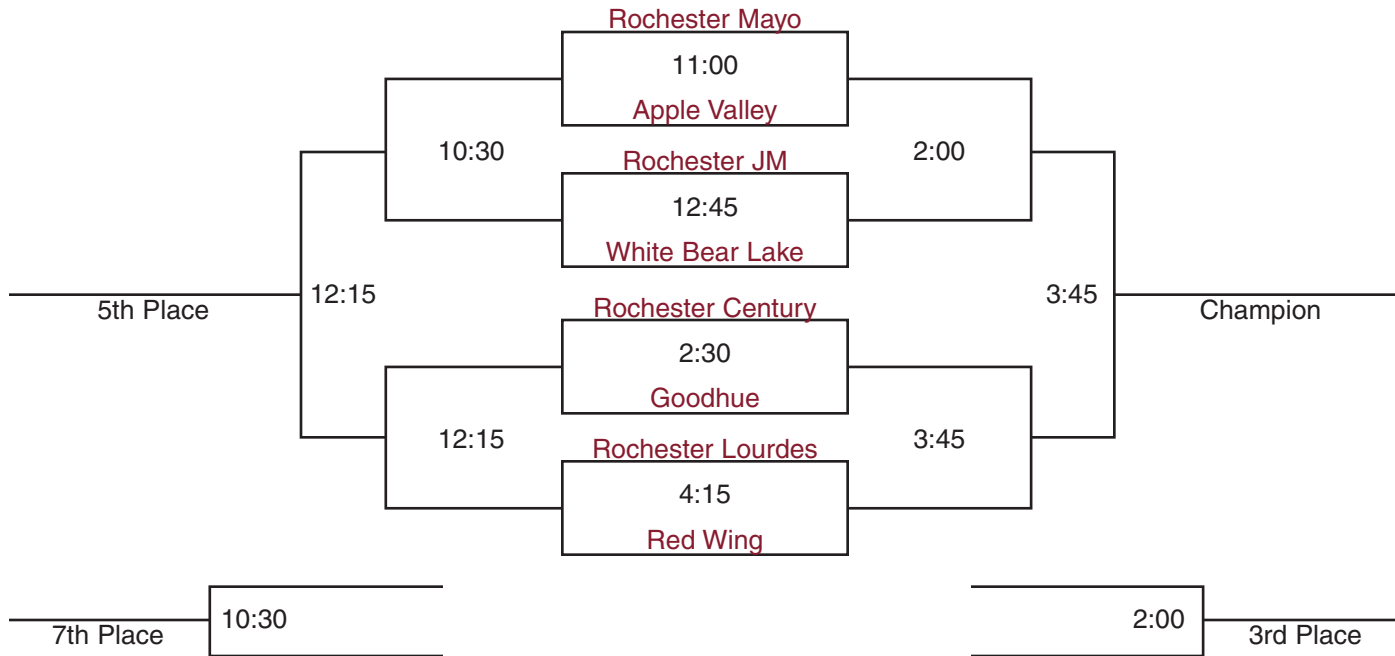 Rochester Mayo
11:00
Apple Valley
10:30
Rochester JM
2:00
12:45
White Bear Lake
12:15
5th Place
3:45
Champion
Rochester Century
2:30
Goodhue
12:15
Rochester Lourdes
3:45
4:15
Red Wing
10:30
7th Place
2:00
3rd Place